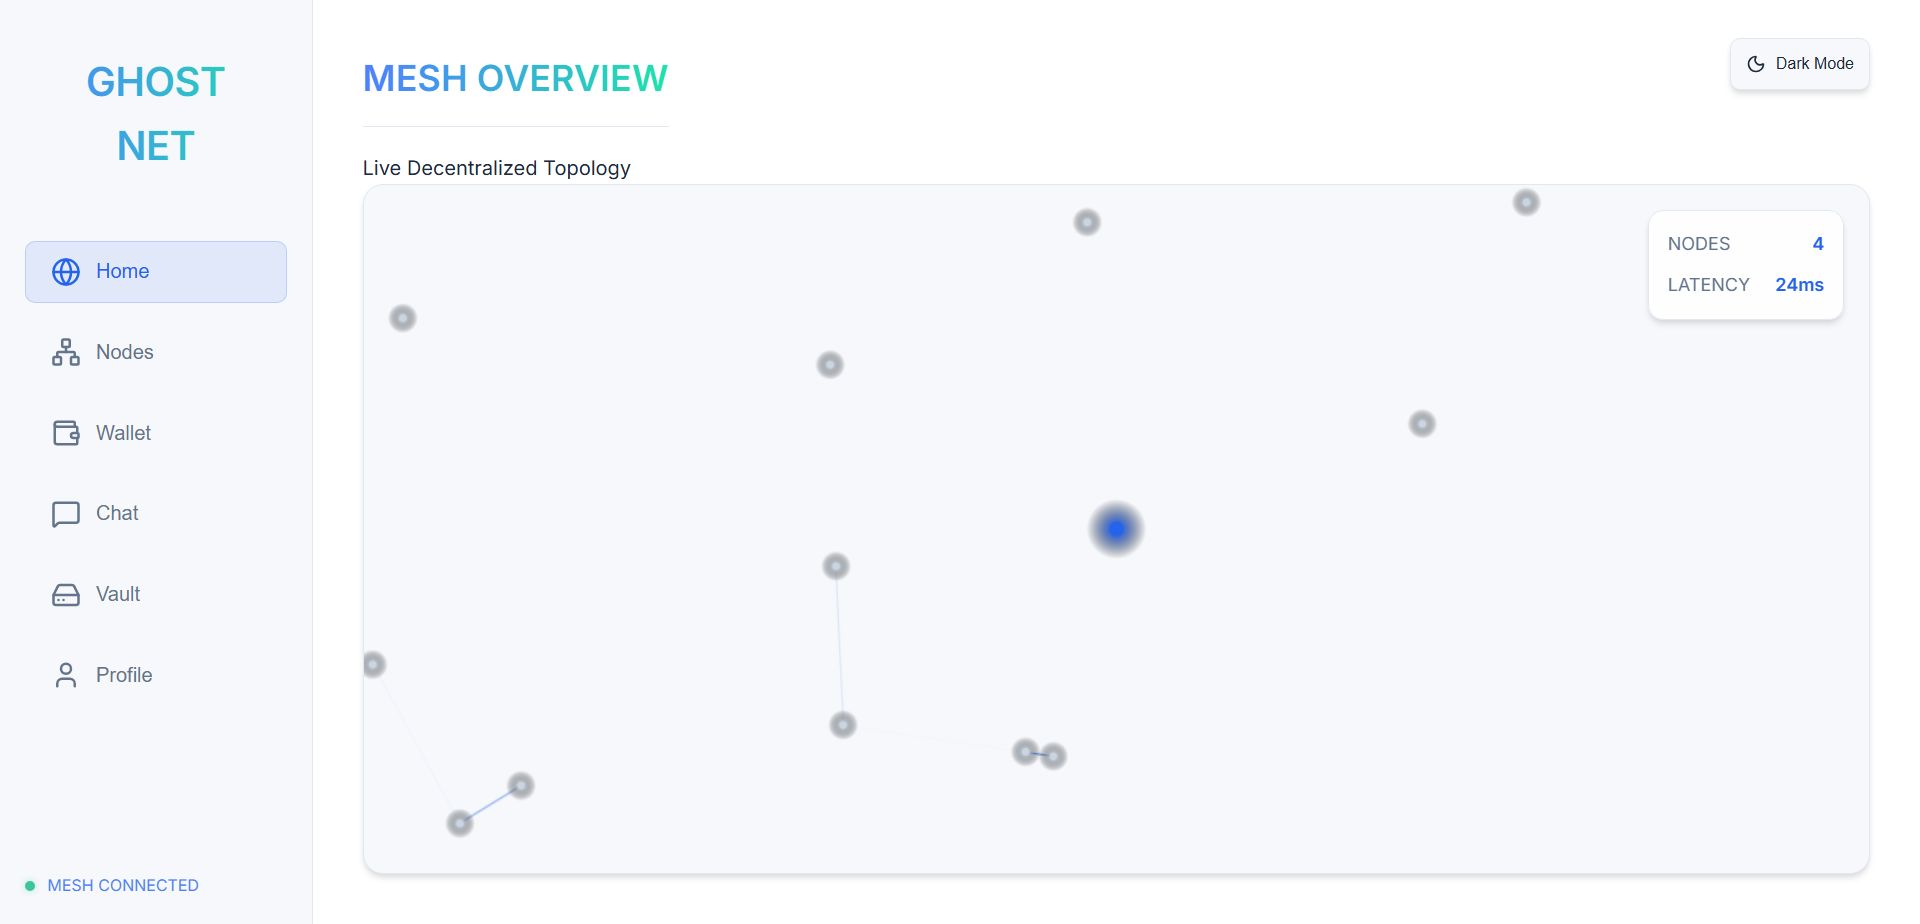 GHOST
NET
Home
Nodes
Wallet
Chat
Vault
Profile
MESH CONNECTED
MESH OVERVIEW
Dark Mode
Live Decentralized Topology
NODES 4
LATENCY 24ms